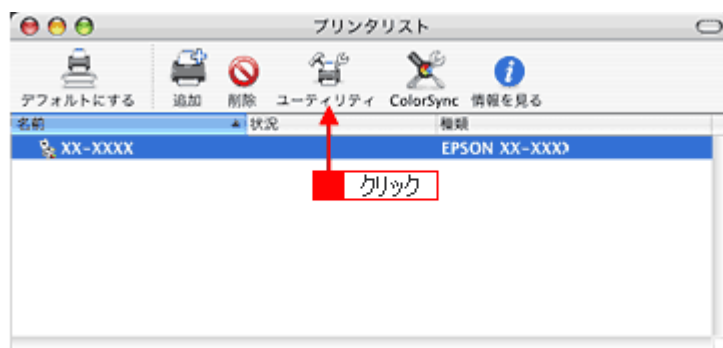 プリンタリスト
デフォルトにする 追加 削除 ユーティリティ ColorSync 情報を見る
名前 状況 種類
XX-XXXX EPSON XX-XXXX
クリック